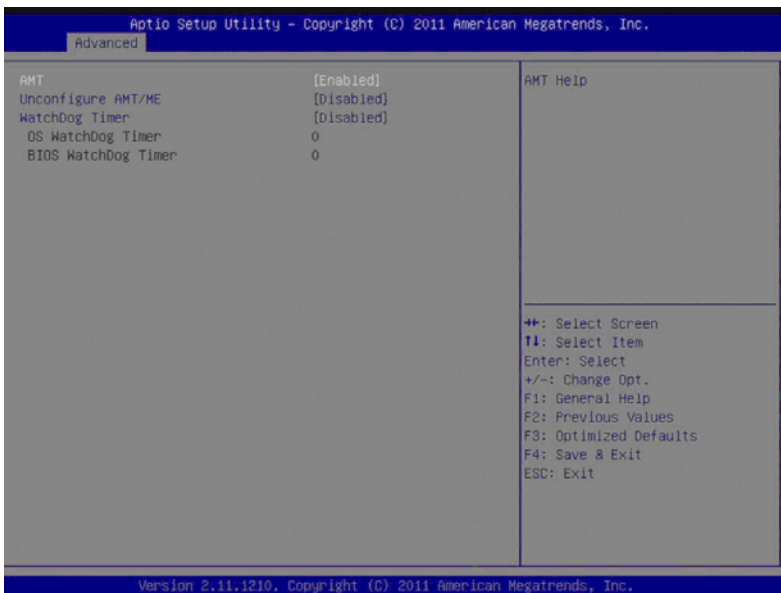 Aptio Setup Utility - Copyright (C) 2011 American Megatrends, Inc.
Advanced
AMT [Enabled]
Unconfigure AMT/ME [Disabled]
WatchDog Timer [Disabled]
OS WatchDog Timer 0
BIOS WatchDog Timer 0
AMT Help
→←: Select Screen
↑↓: Select Item
Enter: Select
+/-: Change Opt.
F1: General Help
F2: Previous Values
F3: Optimized Defaults
F4: Save & Exit
ESC: Exit
Version 2.11.1210. Copyright (C) 2011 American Megatrends, Inc.